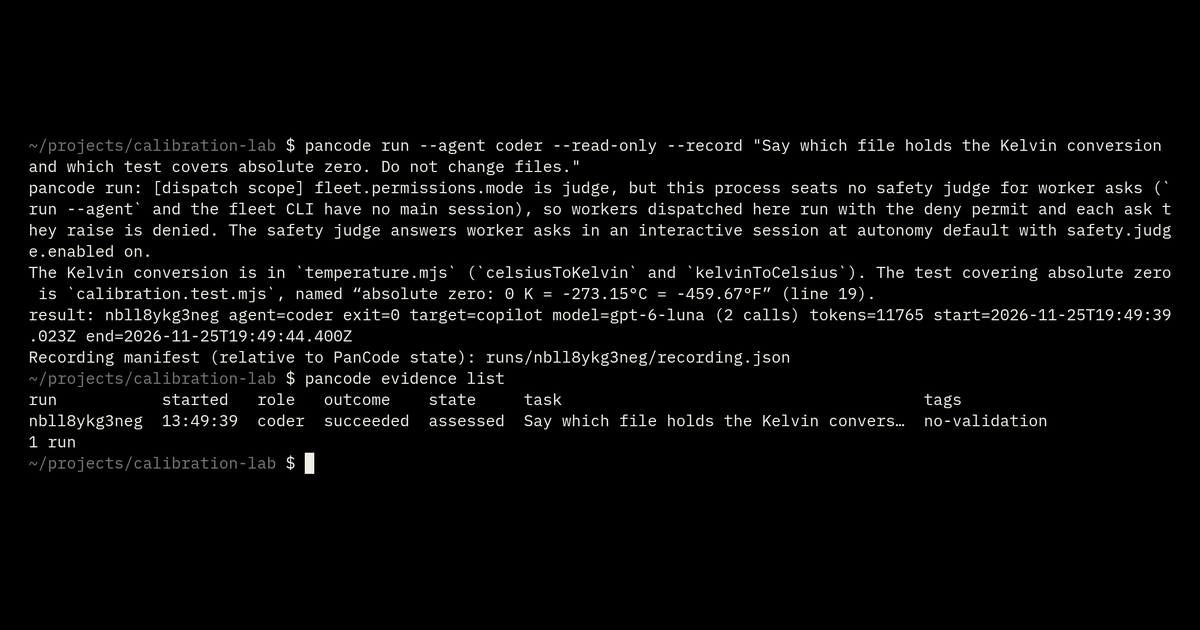 ~/projects/calibration-lab $ pancode run --agent coder --read-only --record "Say which file holds the Kelvin conversion
and which test covers absolute zero. Do not change files."
pancode run: [dispatch scope] fleet.permissions.mode is judge, but this process seats no safety judge for worker asks (`
run --agent` and the fleet CLI have no main session), so workers dispatched here run with the deny permit and each ask t
hey raise is denied. The safety judge answers worker asks in an interactive session at autonomy default with safety.judg
e.enabled on.
The Kelvin conversion is in `temperature.mjs` (`celsiusToKelvin` and `kelvinToCelsius`). The test covering absolute zero
 is `calibration.test.mjs`, named “absolute zero: 0 K = -273.15°C = -459.67°F” (line 19).
result: nbll8ykg3neg agent=coder exit=0 target=copilot model=gpt-6-luna (2 calls) tokens=11765 start=2026-11-25T19:49:39
.023Z end=2026-11-25T19:49:44.400Z
Recording manifest (relative to PanCode state): runs/nbll8ykg3neg/recording.json
~/projects/calibration-lab $ pancode evidence list
run           started   role   outcome    state     task                                      tags
nbll8ykg3neg  13:49:39  coder  succeeded  assessed  Say which file holds the Kelvin convers…  no-validation
1 run
~/projects/calibration-lab $